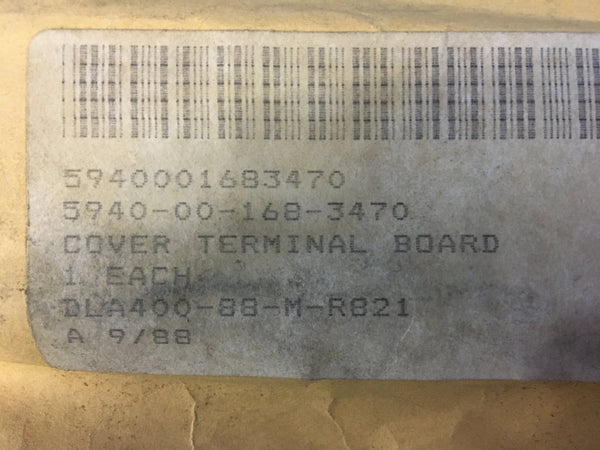 5940001683470
5940-00-168-3470
COVER TERMINAL BOARD
1 EACH
DLA400-88-M-R821
A 9/88